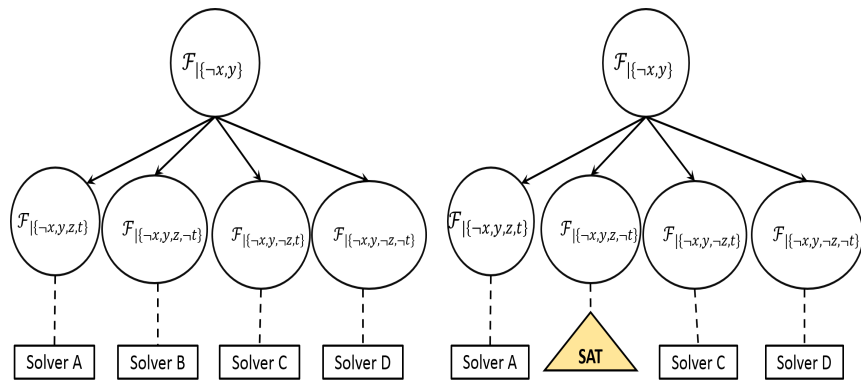 ℱ|{¬x,y}
ℱ|{¬x,y}
ℱ|{¬x,y,z,t}
ℱ|{¬x,y,z,¬t}
ℱ|{¬x,y,¬z,t}
ℱ|{¬x,y,¬z,¬t}
ℱ|{¬x,y,z,t}
ℱ|{¬x,y,z,¬t}
ℱ|{¬x,y,¬z,t}
ℱ|{¬x,y,¬z,¬t}
Solver A
Solver B
Solver C
Solver D
Solver A
SAT
Solver C
Solver D